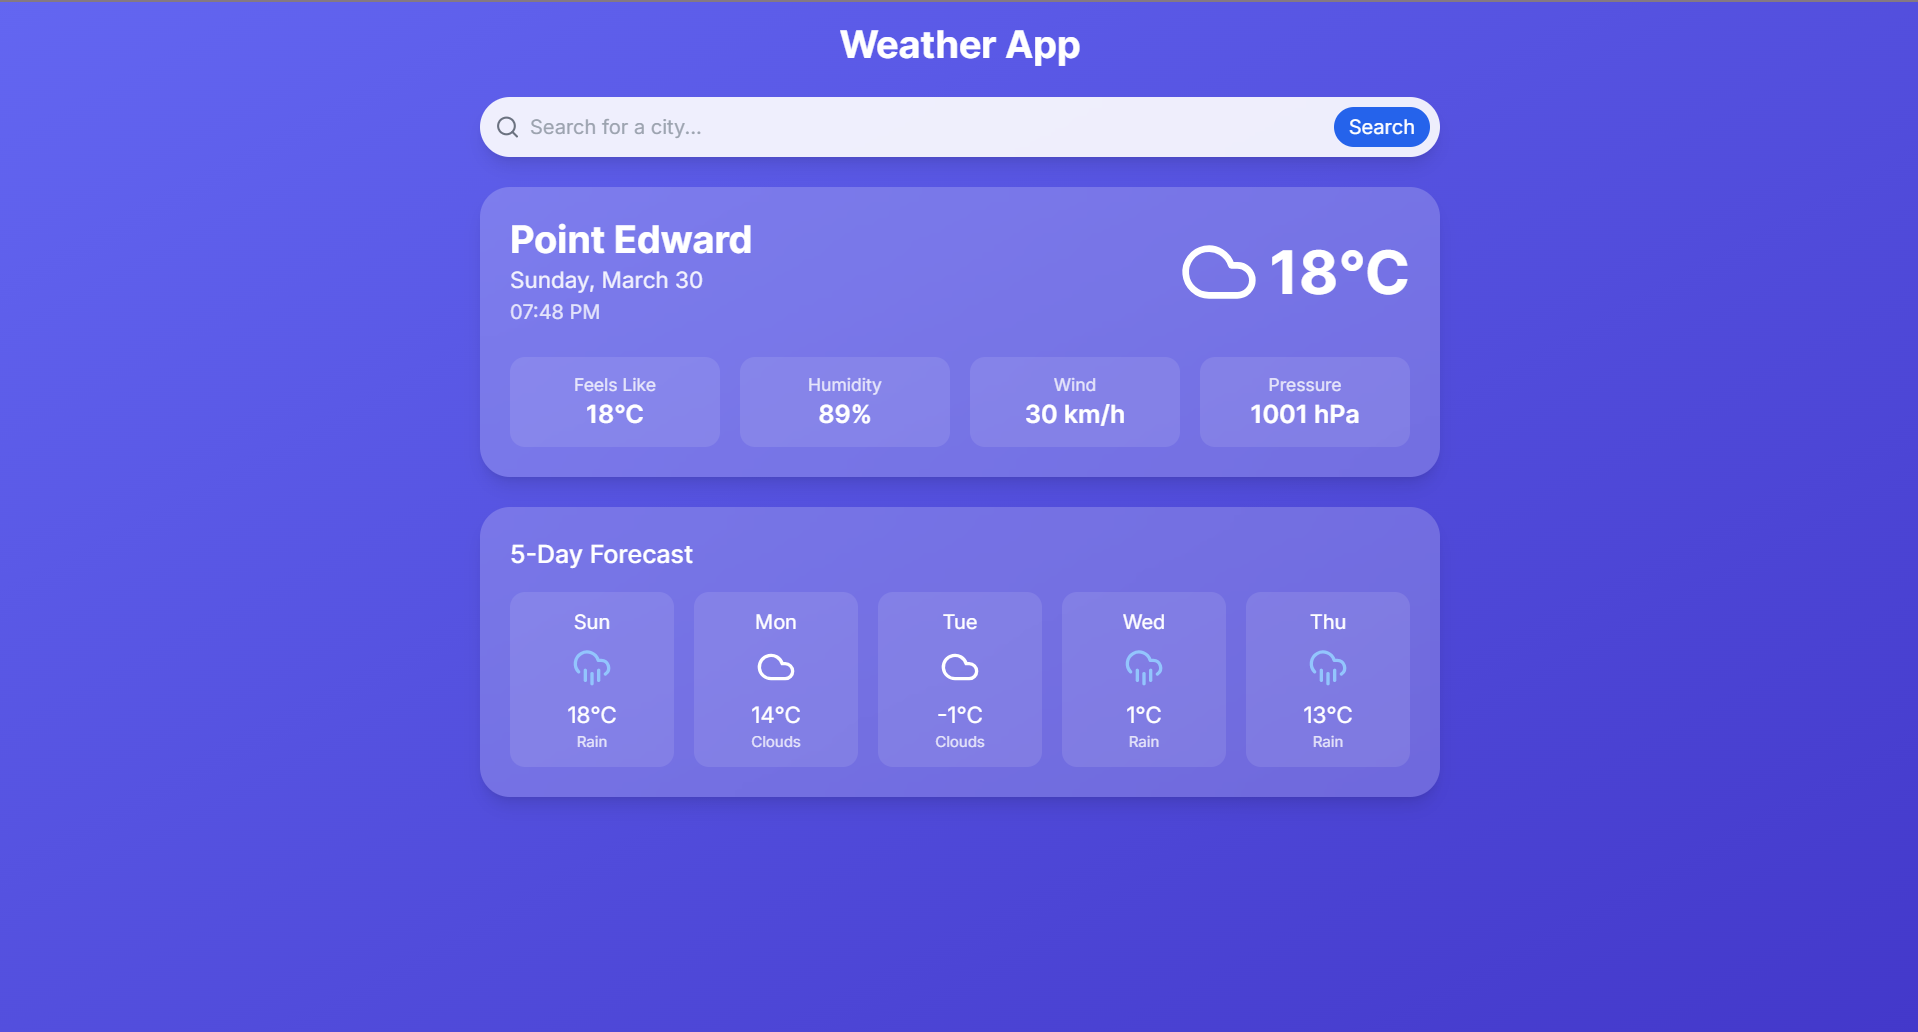 Weather App
Search for a city...
Search
Point Edward
Sunday, March 30
07:48 PM
18°C
Feels Like
18°C
Humidity
89%
Wind
30 km/h
Pressure
1001 hPa
5-Day Forecast
Sun
18°C
Rain
Mon
14°C
Clouds
Tue
-1°C
Clouds
Wed
1°C
Rain
Thu
13°C
Rain